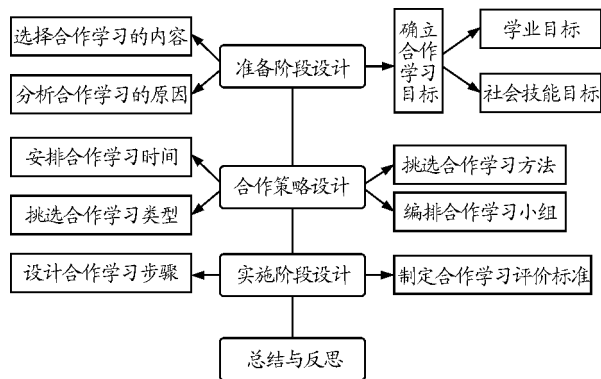 选择合作学习的内容
分析合作学习的原因
准备阶段设计
确立
合作
学习
目标
学业目标
社会技能目标
安排合作学习时间
挑选合作学习类型
合作策略设计
挑选合作学习方法
编排合作学习小组
设计合作学习步骤
实施阶段设计
制定合作学习评价标准
总结与反思